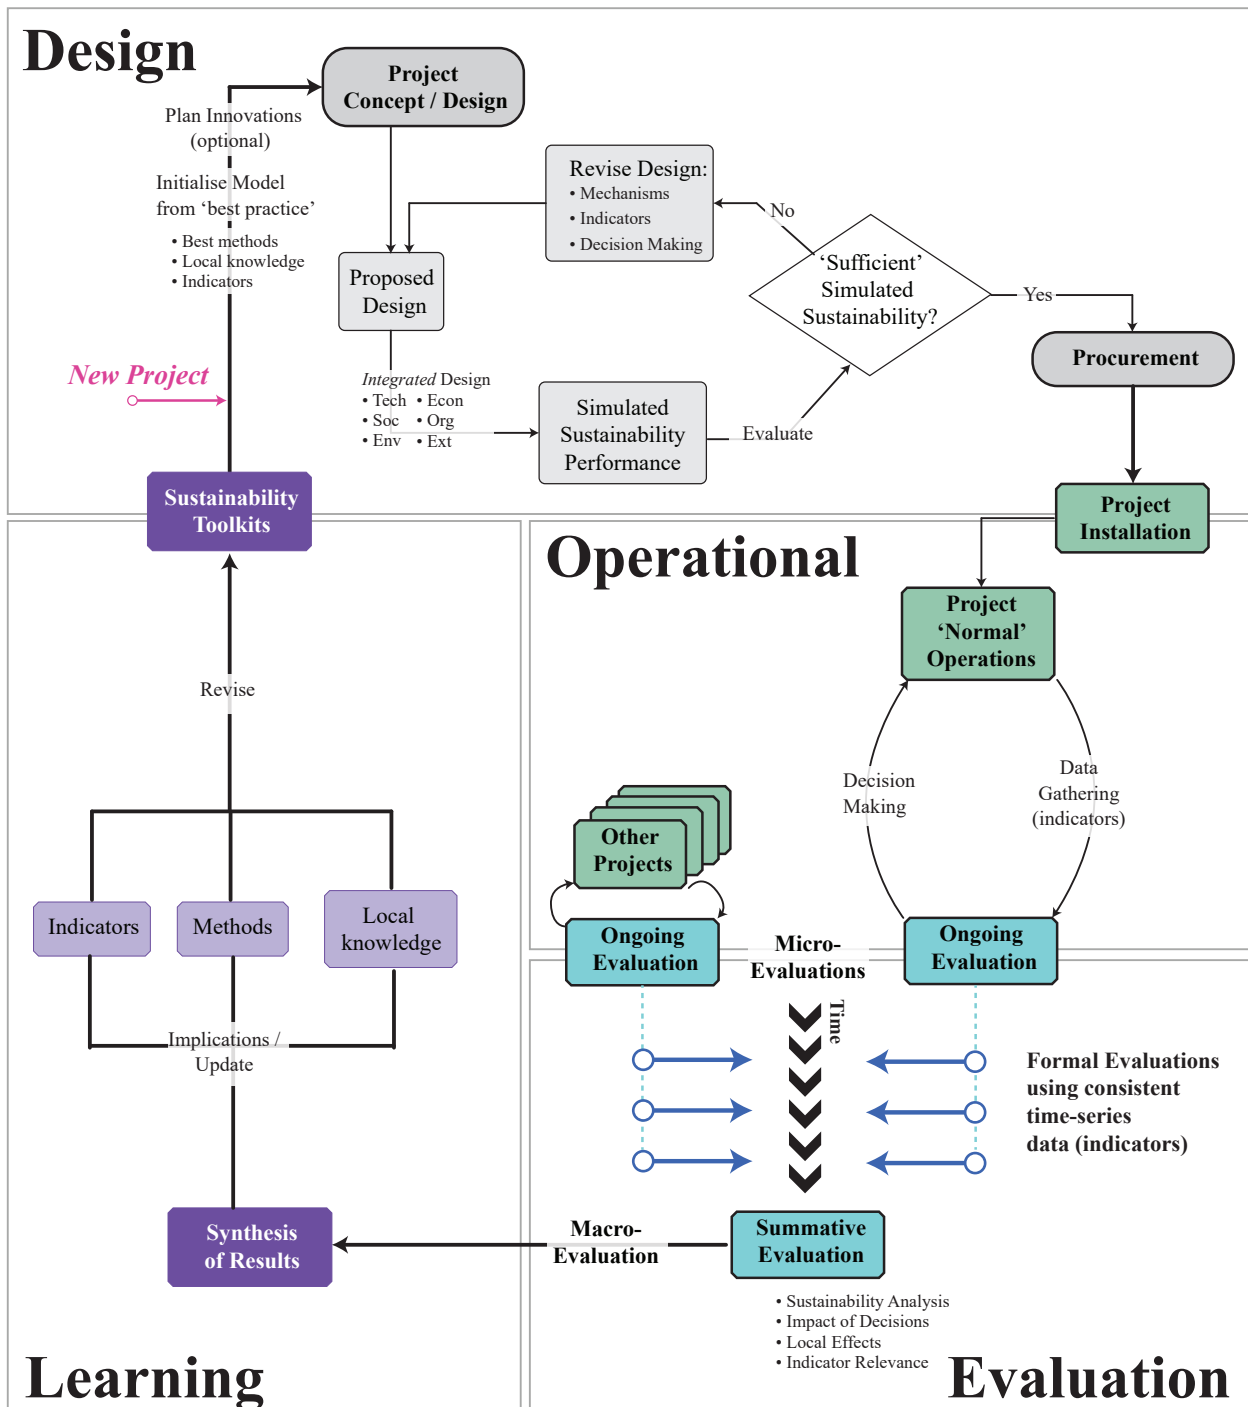 Design
Project
Concept / Design
Plan Innovations
(optional)
Initialise Model
from ‘best practice’
• Best methods
• Local knowledge
• Indicators
New Project
Revise Design:
• Mechanisms
• Indicators
• Decision Making
No
‘Sufficient’
Simulated
Sustainability?
Yes
Proposed
Design
Integrated Design
• Tech • Econ
• Soc • Org
• Env • Ext
Simulated
Sustainability
Performance
Evaluate
Procurement
Project
Installation
Sustainability
Toolkits
Operational
Project
‘Normal’
Operations
Decision
Making
Data
Gathering
(indicators)
Other
Projects
Ongoing
Evaluation
Micro-
Evaluations
Ongoing
Evaluation
Time
Formal Evaluations
using consistent
time-series
data (indicators)
Summative
Evaluation
• Sustainability Analysis
• Impact of Decisions
• Local Effects
• Indicator Relevance
Evaluation
Macro-
Evaluation
Synthesis
of Results
Implications /
Update
Indicators
Methods
Local
knowledge
Revise
Learning